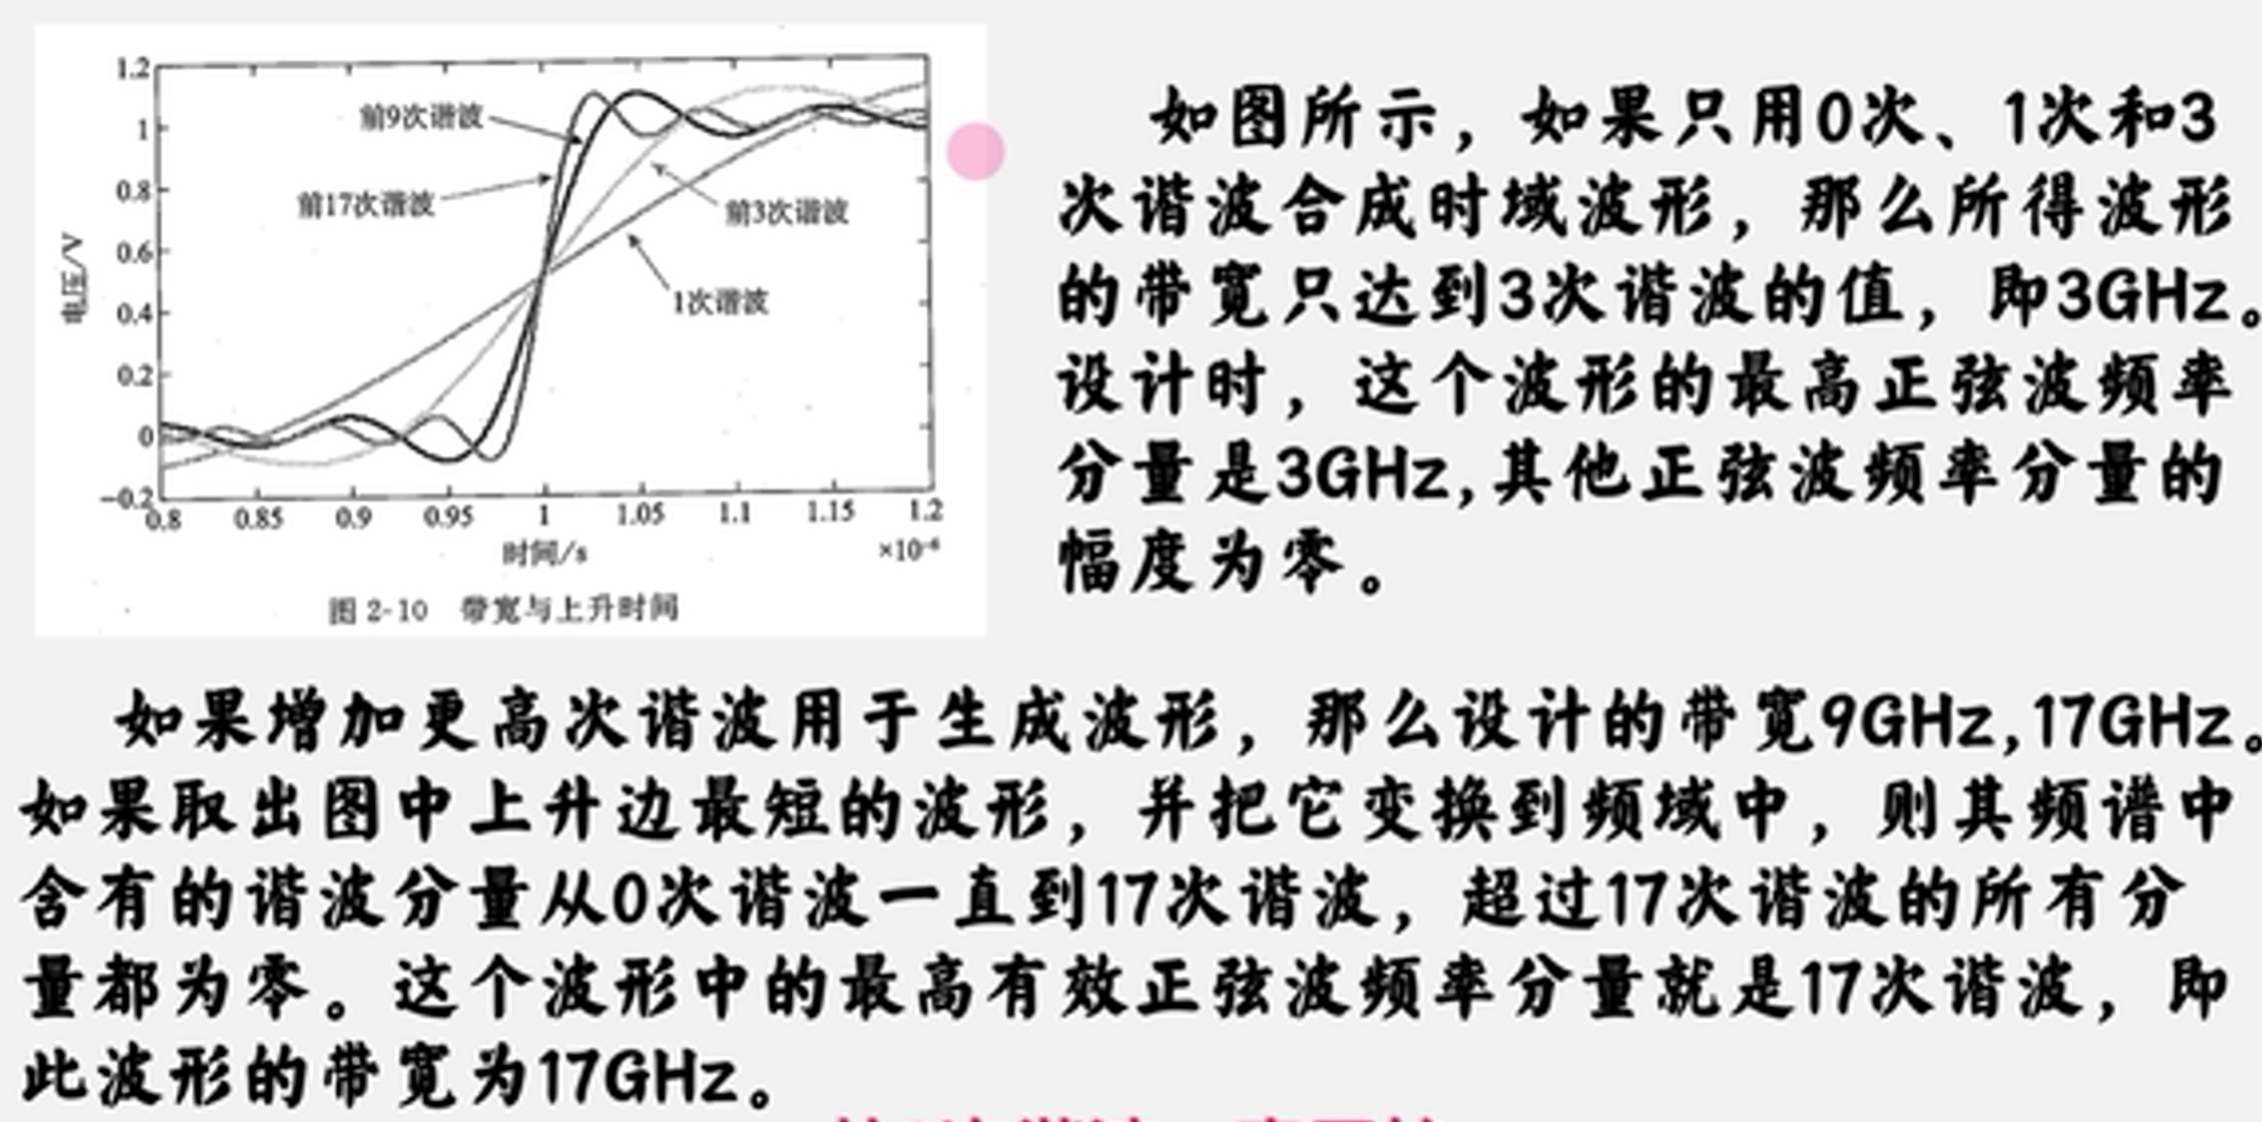 1.2
1
0.8
0.6
0.4
0.2
0
-0.2
电压/V
前9次谐波
前17次谐波
前3次谐波
1次谐波
0.8 0.85 0.9 0.95 1 1.05 1.1 1.15 1.2
时间/s
×10⁻⁶
图 2-10 带宽与上升时间
如图所示，如果只用0次、1次和3
次谐波合成时域波形，那么所得波形
的带宽只达到3次谐波的值，即3GHz。
设计时，这个波形的最高正弦波频率
分量是3GHz,其他正弦波频率分量的
幅度为零。
如果增加更高次谐波用于生成波形，那么设计的带宽9GHz,17GHz。
如果取出图中上升边最短的波形，并把它变换到频域中，则其频谱中
含有的谐波分量从0次谐波一直到17次谐波，超过17次谐波的所有分
量都为零。这个波形中的最高有效正弦波频率分量就是17次谐波，即
此波形的带宽为17GHz。